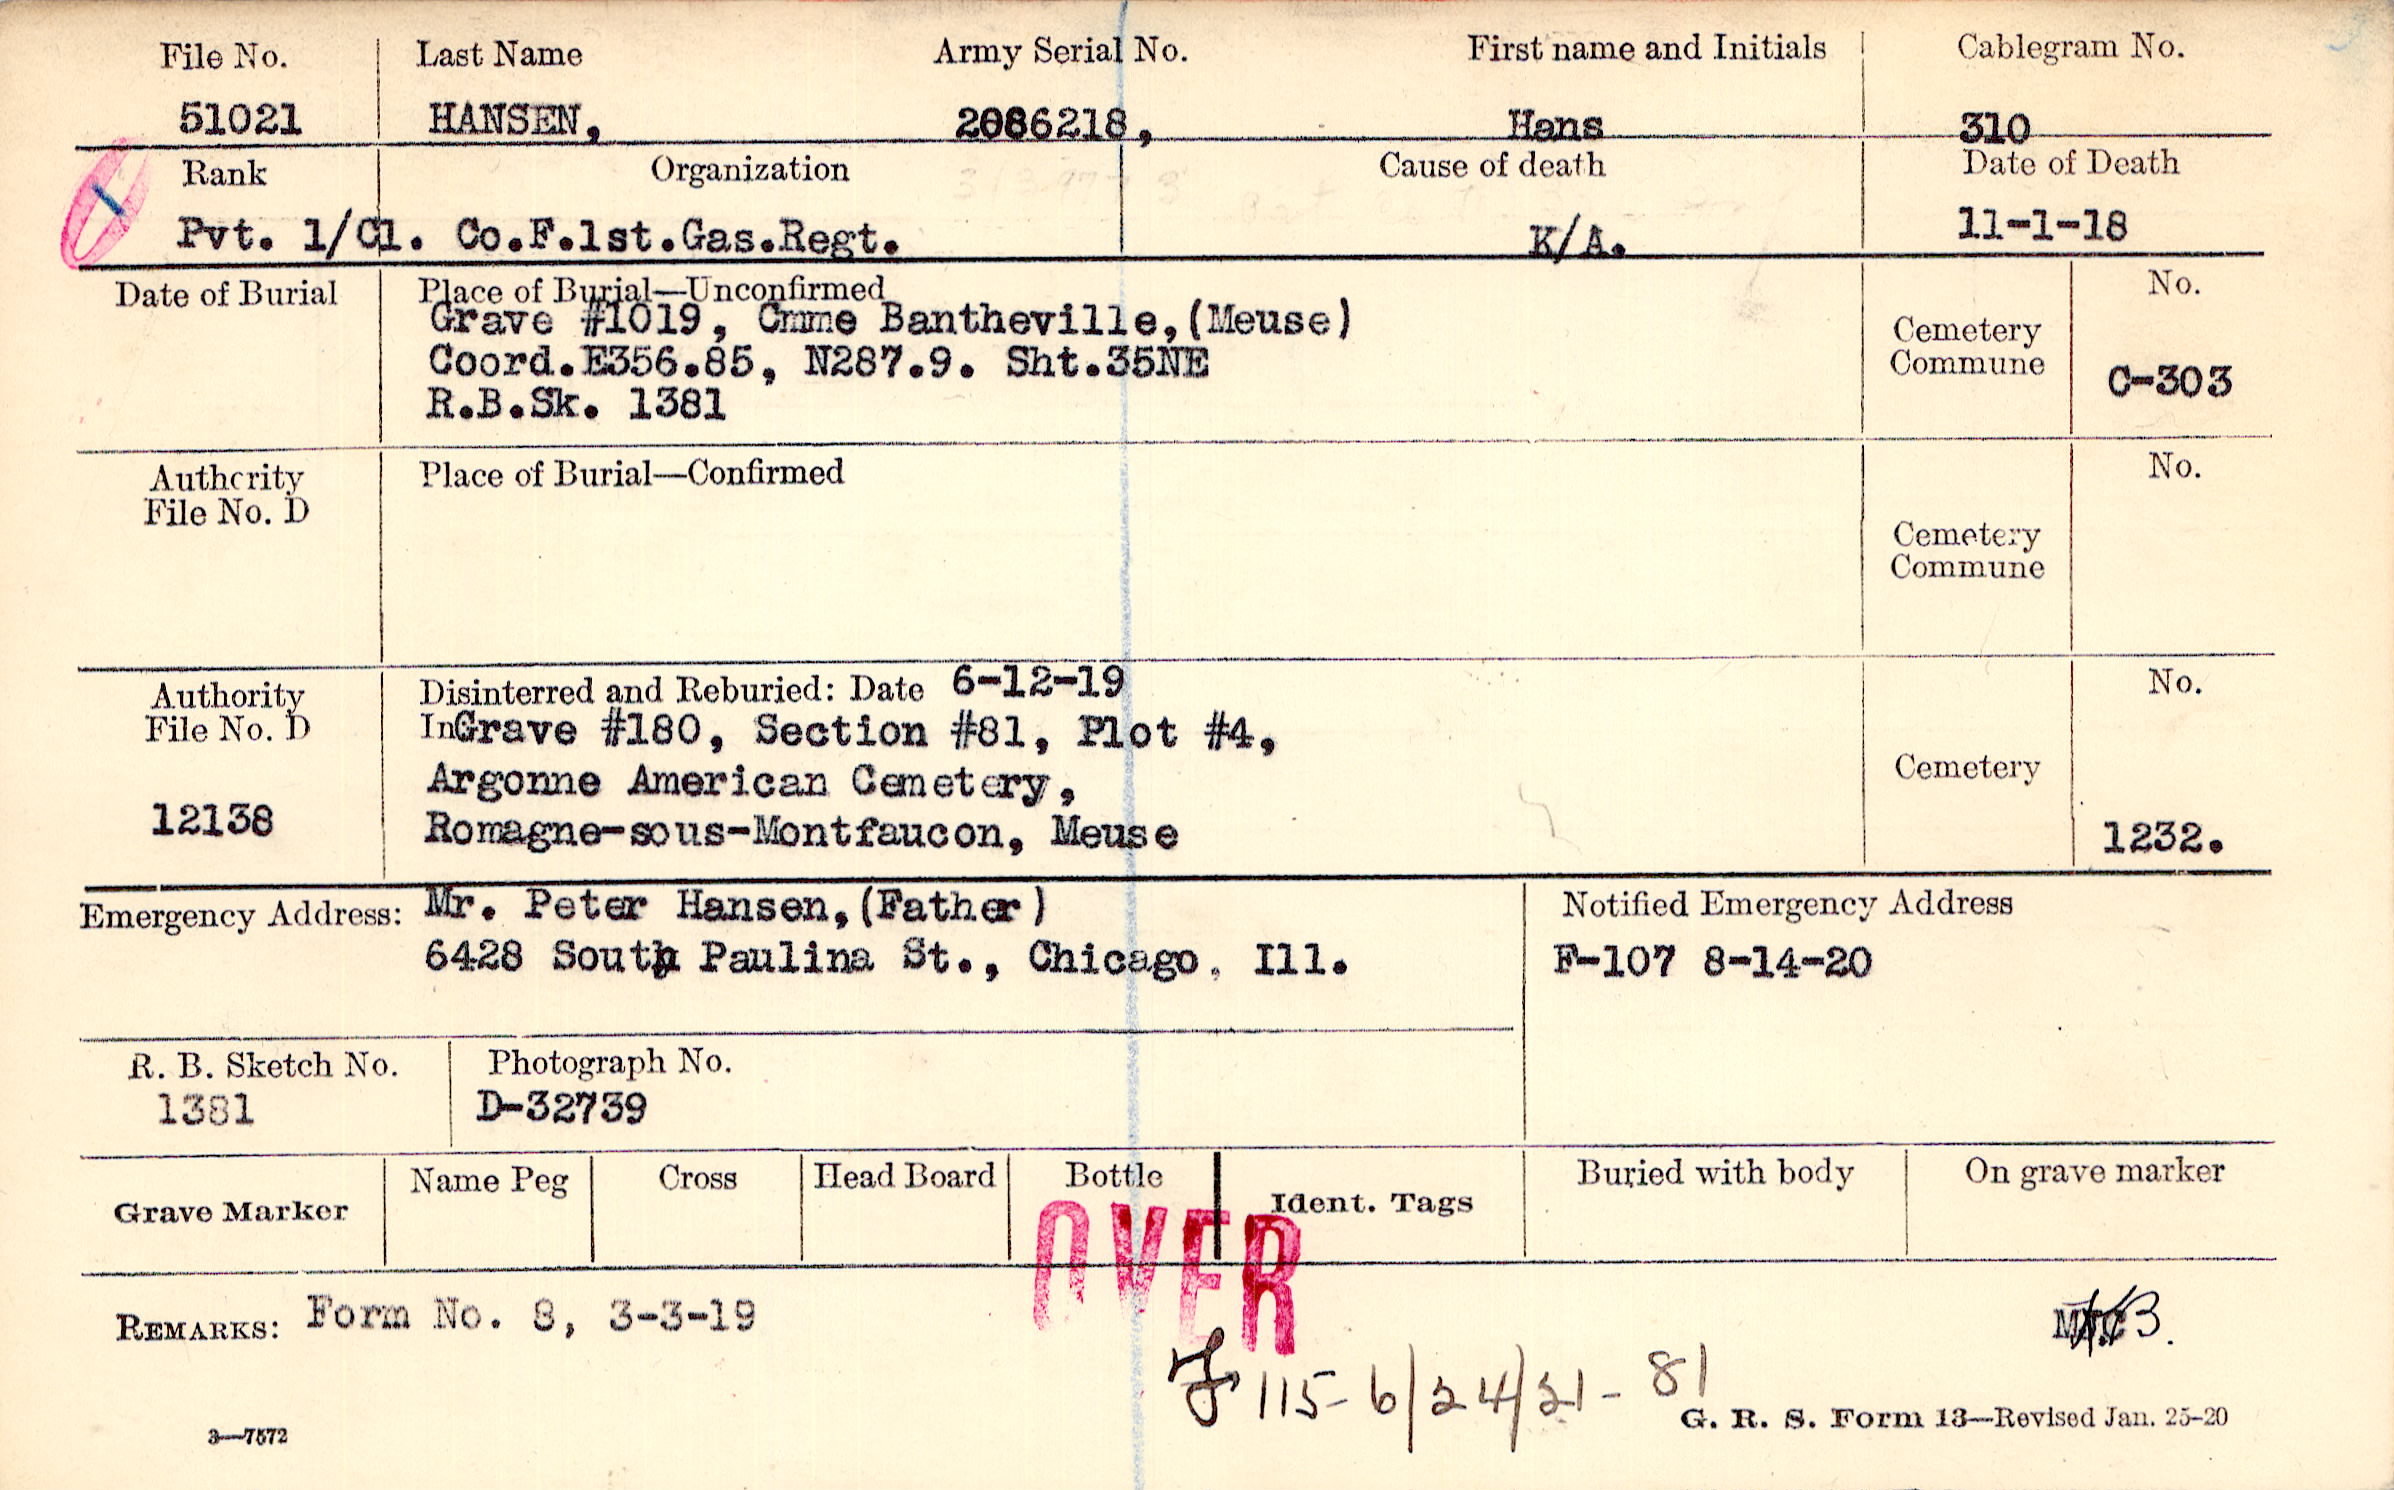 File No. Last Name Army Serial No. First name and Initials Cablegram No.
51021 HANSEN, 2086218, Hans 310
Rank Organization Cause of death Date of Death
Pvt. 1/Cl. Co.F.1st.Gas.Regt. K/A. 11-1-18
Date of Burial Place of Burial—Unconfirmed No.
Grave #1019, Cmme Bantheville,(Meuse)
Coord.E356.85, N287.9. Sht.35NE
R.B.Sk. 1381
Cemetery
Commune
C-303
Authority
File No. D
Place of Burial—Confirmed No.
Cemetery
Commune
Authority
File No. D
12138
Disinterred and Reburied: Date 6-12-19 No.
In Grave #180, Section #81, Plot #4,
Argonne American Cemetery,
Romagne-sous-Montfaucon, Meuse
Cemetery
1232.
Emergency Address: Mr. Peter Hansen,(Father)
6428 South Paulina St., Chicago, Ill.
Notified Emergency Address
F-107 8-14-20
R. B. Sketch No. Photograph No.
1381 D-32739
Grave Marker Name Peg Cross Head Board Bottle Ident. Tags Buried with body On grave marker
OVER
REMARKS: Form No. 8, 3-3-19
115-6/24/21-81
G. R. S. Form 13—Revised Jan. 25-20
3—7572